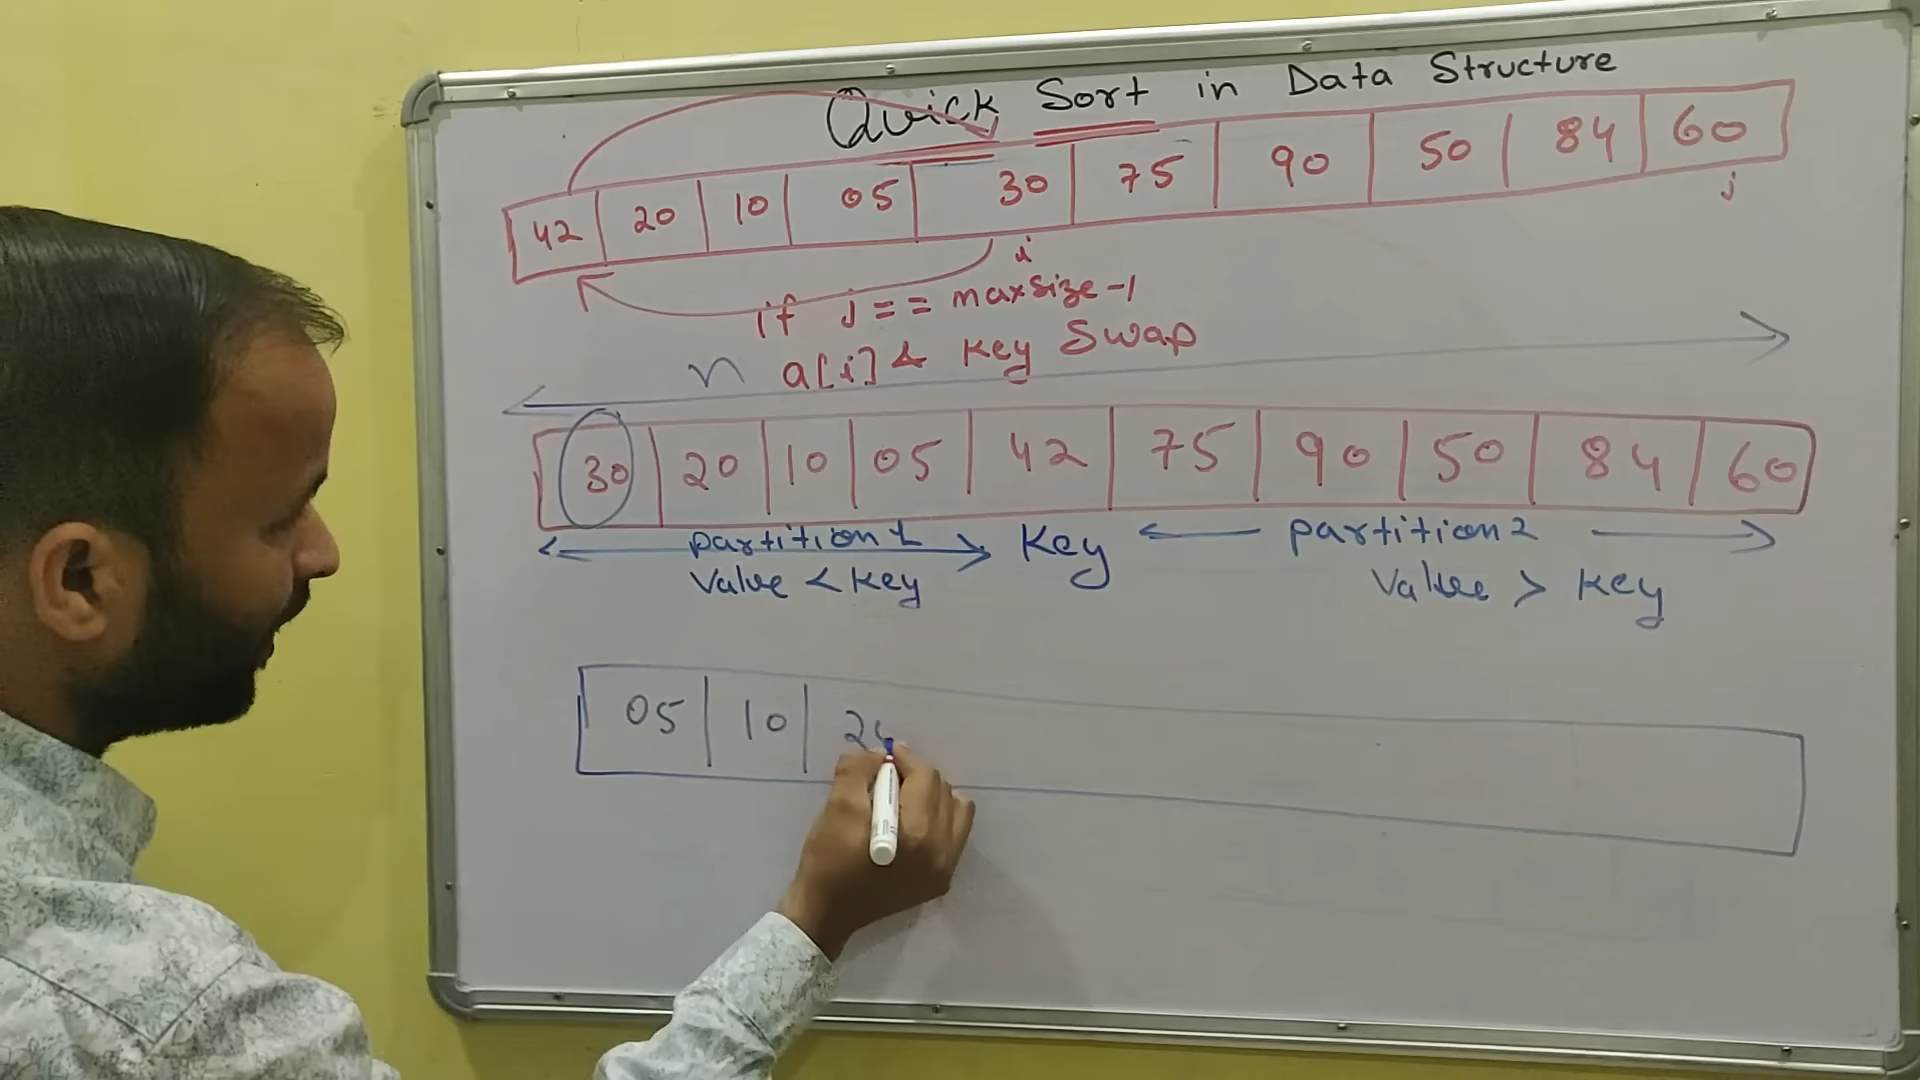 Quick Sort in Data Structure
42 20 10 05 30 75 90 50 84 60
i j
if j == maxsize-1
a[i] & key Swap
n
30 20 10 05 42 75 90 50 84 60
partition 1 Key partition 2
Value < key Value > key
05 10 2